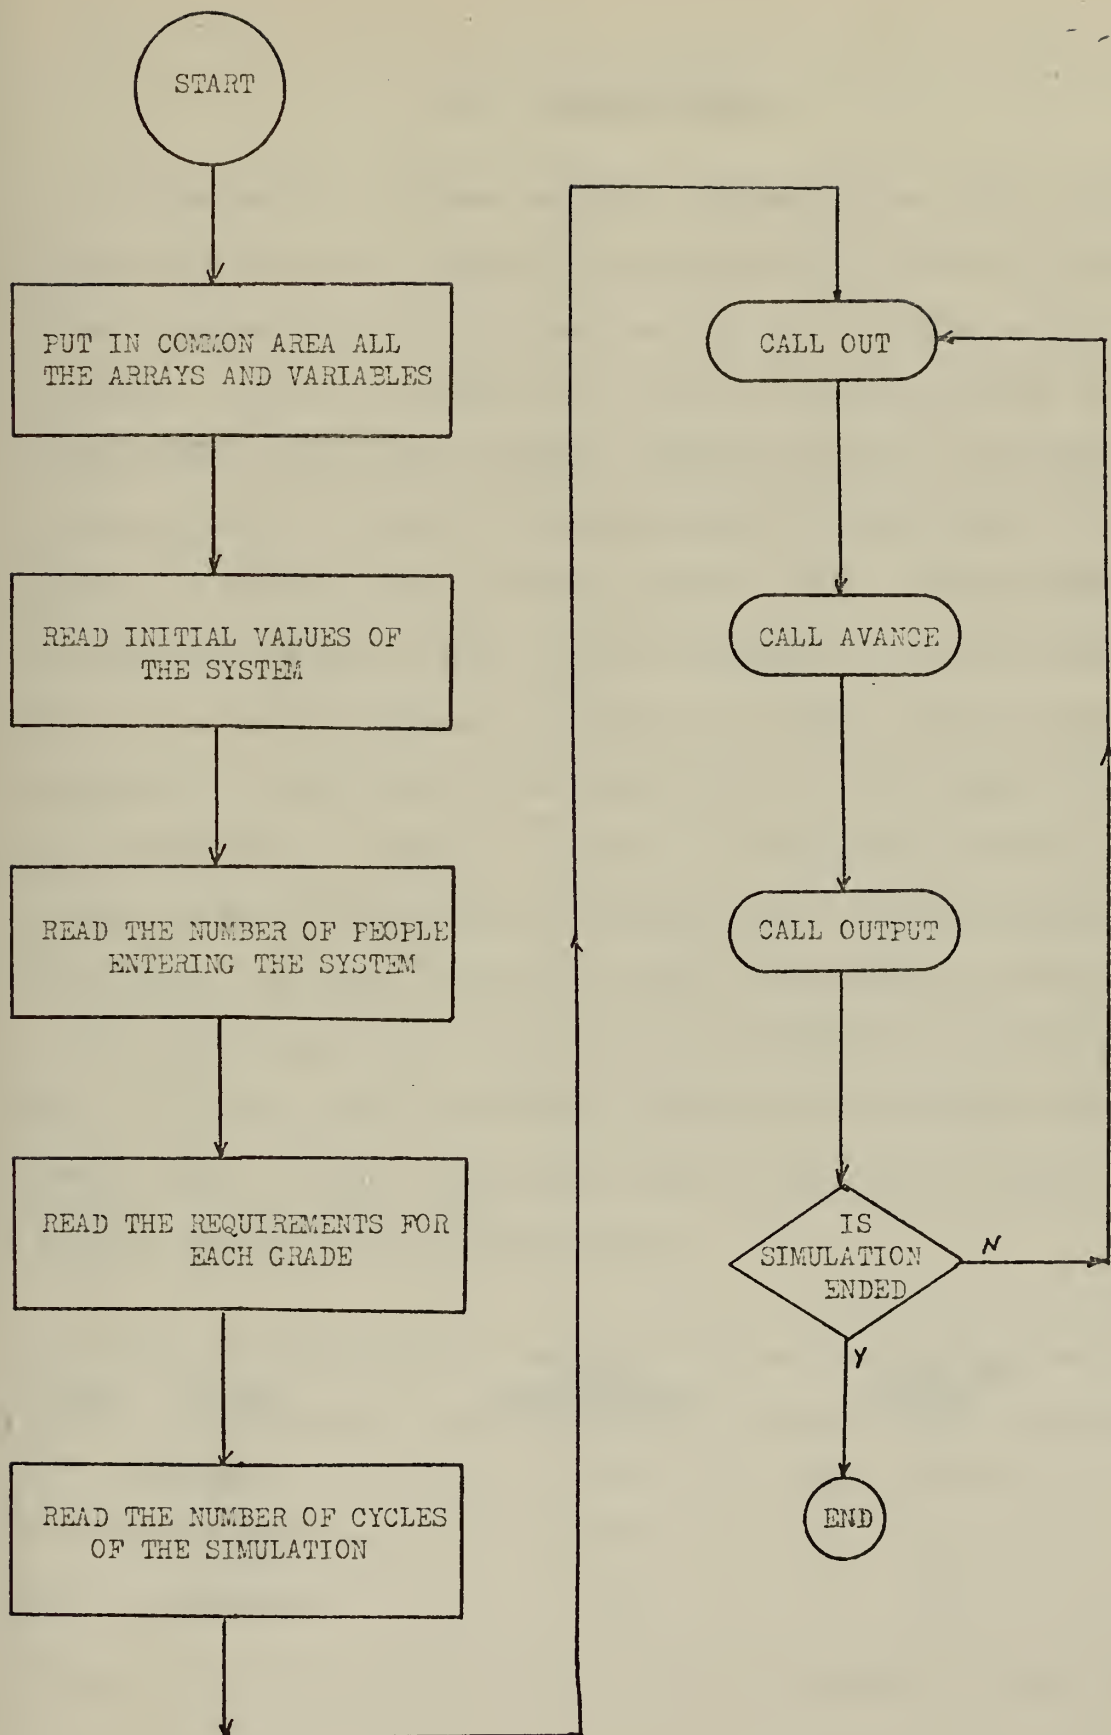 START
PUT IN COMMON AREA ALL
THE ARRAYS AND VARIABLES
READ INITIAL VALUES OF
THE SYSTEM
READ THE NUMBER OF PEOPLE
ENTERING THE SYSTEM
READ THE REQUIREMENTS FOR
EACH GRADE
READ THE NUMBER OF CYCLES
OF THE SIMULATION
CALL OUT
CALL AVANCE
CALL OUTPUT
IS
SIMULATION
ENDED
N
Y
END